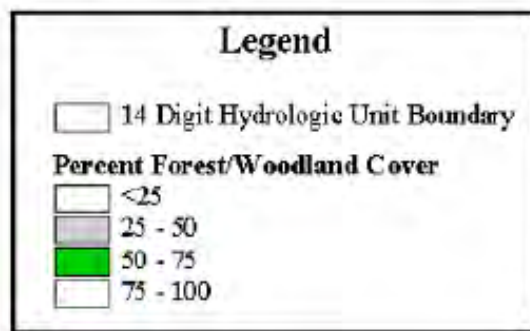 Legend
14 Digit Hydrologic Unit Boundary
Percent Forest/Woodland Cover
<25
25 - 50
50 - 75
75 - 100